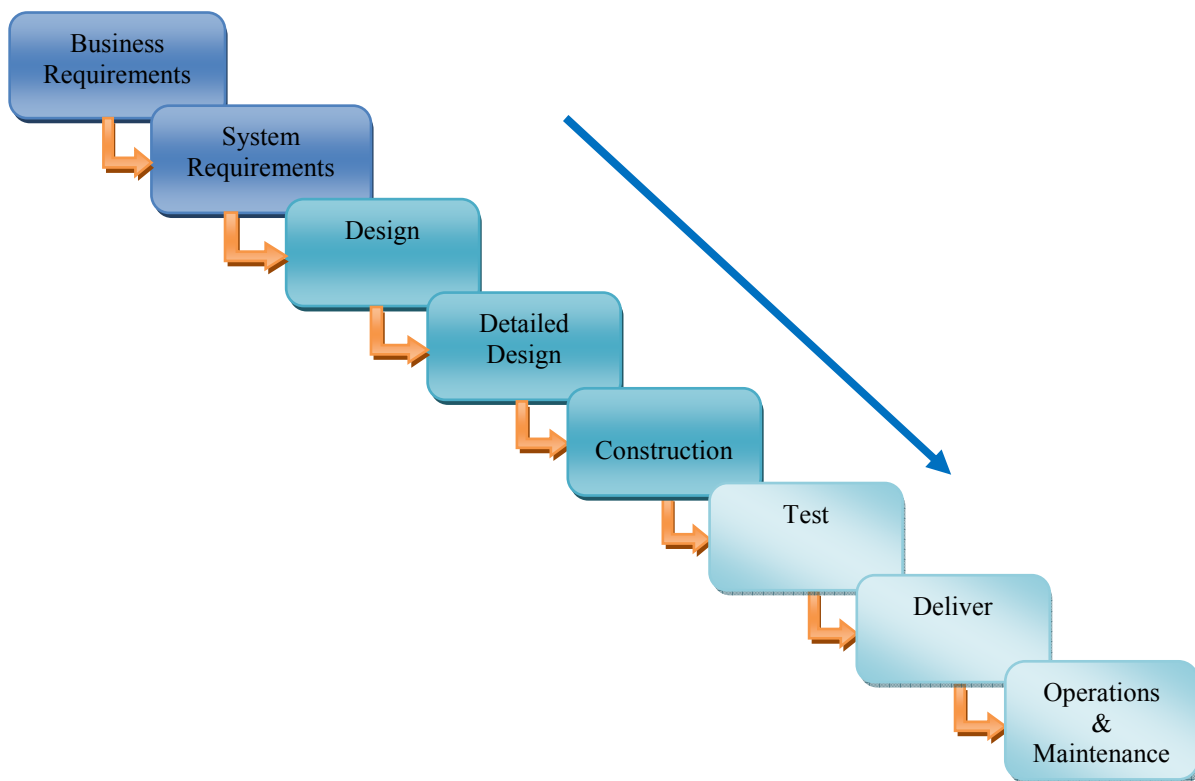 Business
Requirements
System
Requirements
Design
Detailed
Design
Construction
Test
Deliver
Operations
&
Maintenance